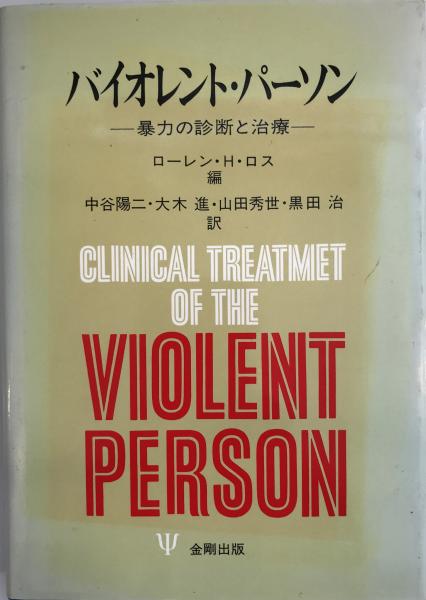 バイオレント・パーソン
―暴力の診断と治療―
ローレン・H・ロス
編
中谷陽二・大木 進・山田秀世・黒田 治
訳
CLINICAL TREATMET
OF THE
VIOLENT
PERSON
Ψ 金剛出版